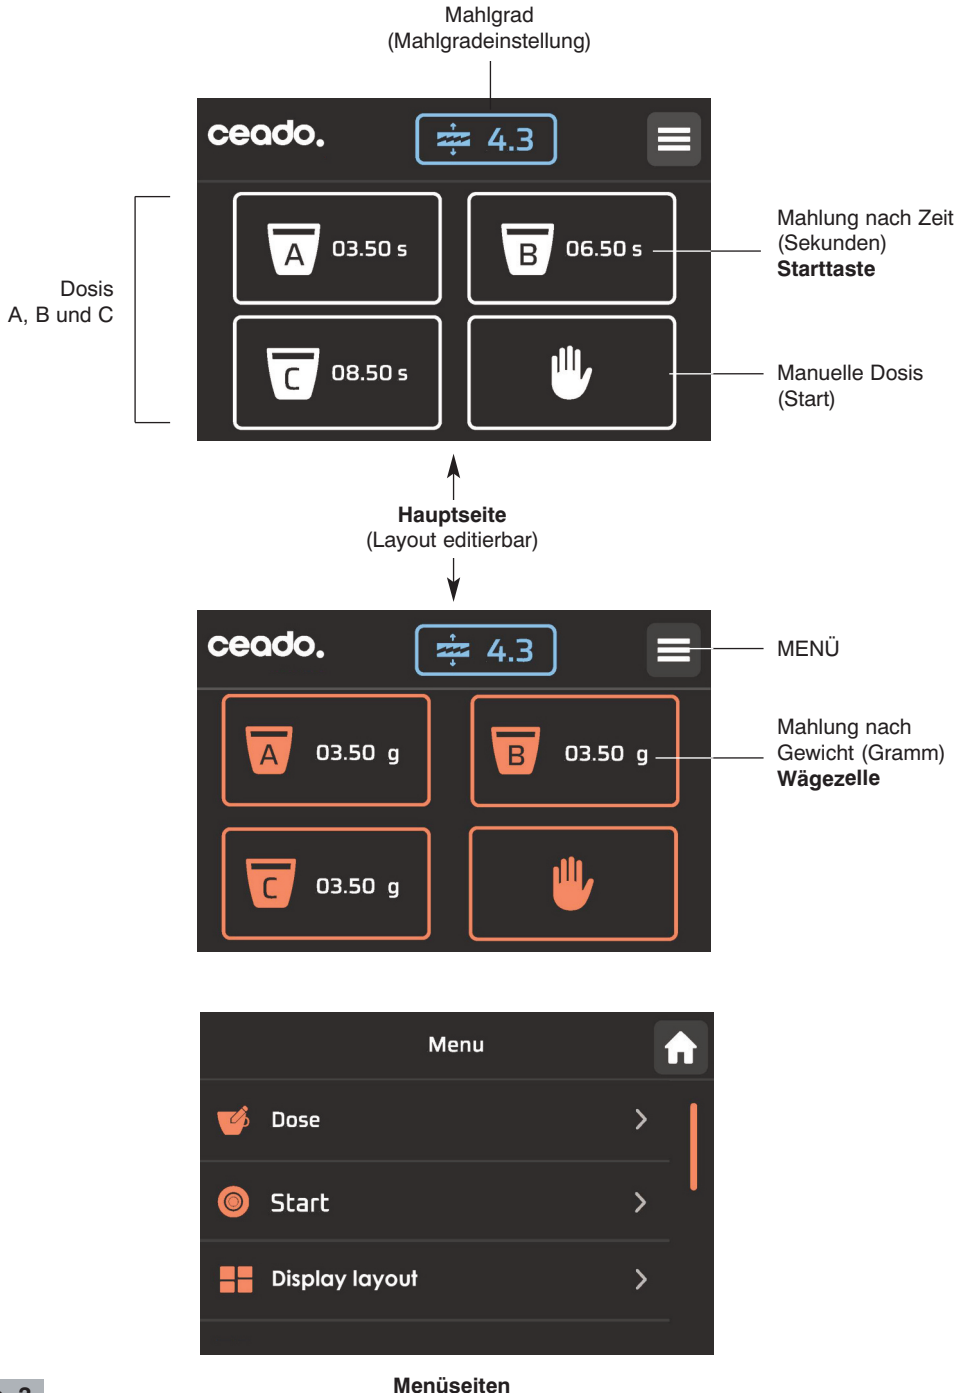 Mahlgrad
(Mahlgradeinstellung)
ceado.
4.3
A
03.50 s
B
06.50 s
C
08.50 s
Mahlung nach Zeit
(Sekunden)
Starttaste
Dosis
A, B und C
Manuelle Dosis
(Start)
Hauptseite
(Layout editierbar)
ceado.
4.3
MENÜ
A
03.50 g
B
03.50 g
C
03.50 g
Mahlung nach
Gewicht (Gramm)
Wägezelle
Menu
Dose
Start
Display layout
Menüseiten